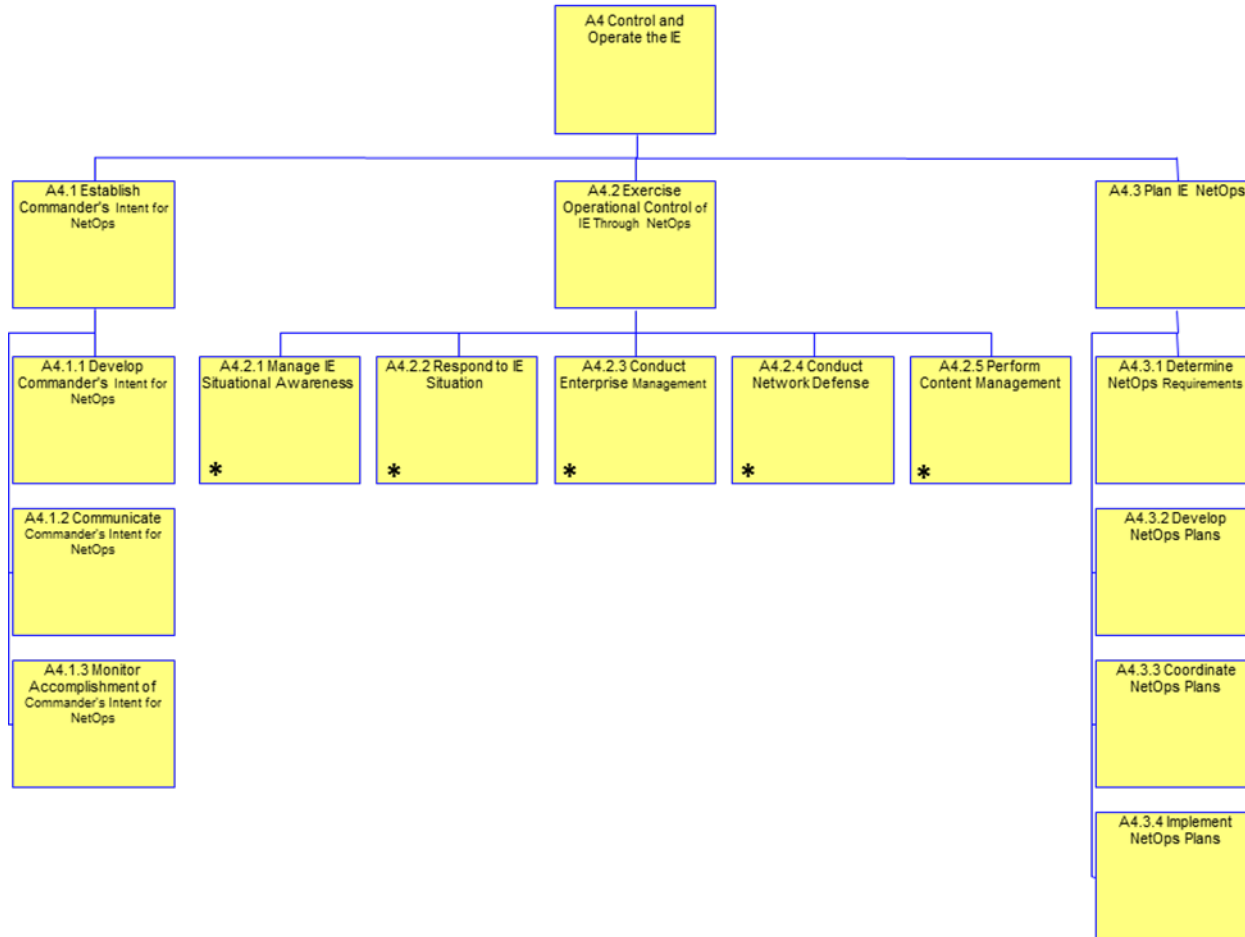 A4 Control and
Operate the IE
A4.1 Establish
Commander's Intent for
NetOps
A4.2 Exercise
Operational Control of
IE Through NetOps
A4.3 Plan IE NetOps
A4.1.1 Develop
Commander's Intent for
NetOps
A4.2.1 Manage IE
Situational Awareness
*
A4.2.2 Respond to IE
Situation
*
A4.2.3 Conduct
Enterprise Management
*
A4.2.4 Conduct
Network Defense
*
A4.2.5 Perform
Content Management
*
A4.3.1 Determine
NetOps Requirements
A4.1.2 Communicate
Commander's Intent for
NetOps
A4.3.2 Develop
NetOps Plans
A4.1.3 Monitor
Accomplishment of
Commander's Intent for
NetOps
A4.3.3 Coordinate
NetOps Plans
A4.3.4 Implement
NetOps Plans